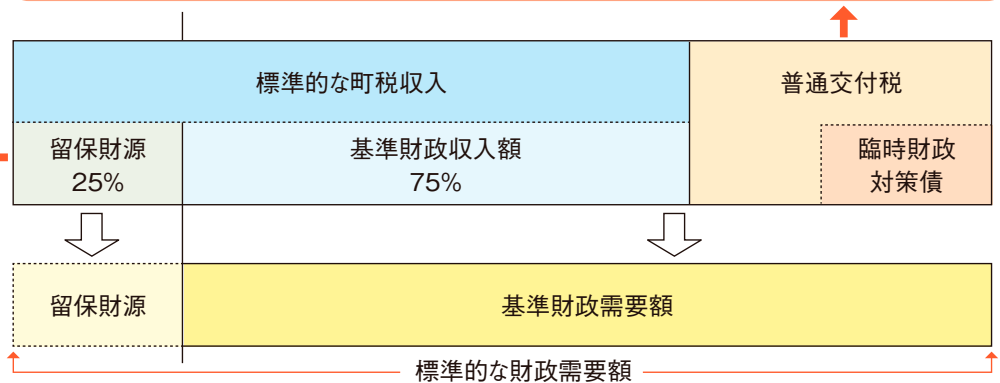 標準的な町税収入
普通交付税
留保財源
25%
基準財政収入額
75%
臨時財政
対策債
留保財源
基準財政需要額
標準的な財政需要額